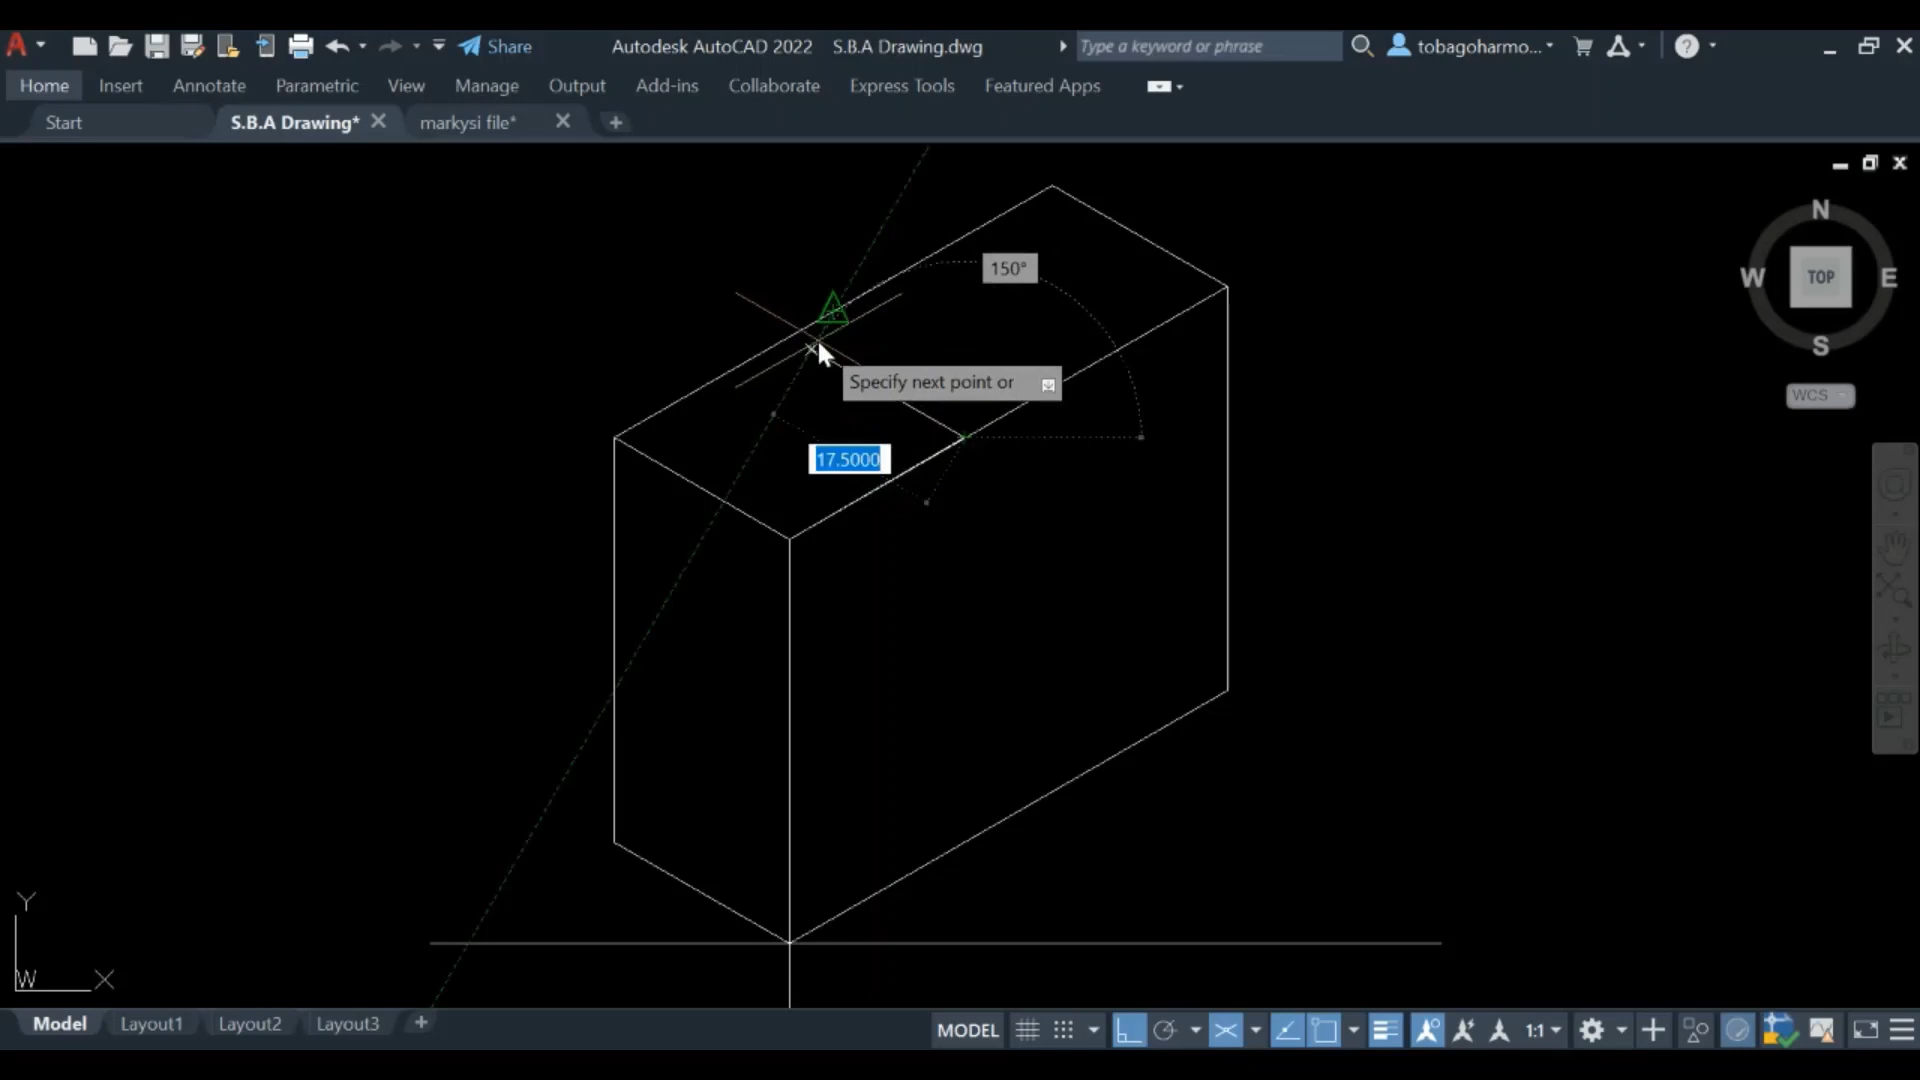 A Share Autodesk AutoCAD 2022 S.B.A Drawing.dwg Type a keyword or phrase tobagoharmo... ?
Home Insert Annotate Parametric View Manage Output Add-ins Collaborate Express Tools Featured Apps
Start S.B.A Drawing* markysi file* +
N
W TOP E
S
WCS
150°
Specify next point or
17.5000
Y
W X
Model Layout1 Layout2 Layout3 + MODEL 1:1